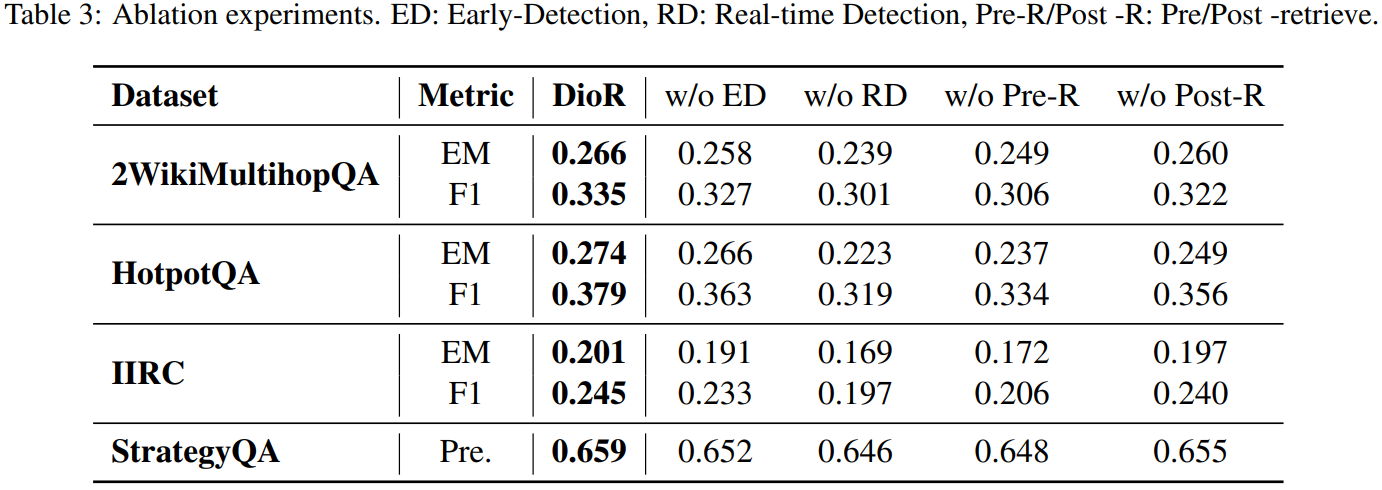 Table 3: Ablation experiments. ED: Early-Detection, RD: Real-time Detection, Pre-R/Post -R: Pre/Post -retrieve.
Dataset Metric DioR w/o ED w/o RD w/o Pre-R w/o Post-R
2WikiMultihopQA EM 0.266 0.258 0.239 0.249 0.260
F1 0.335 0.327 0.301 0.306 0.322
HotpotQA EM 0.274 0.266 0.223 0.237 0.249
F1 0.379 0.363 0.319 0.334 0.356
IIRC EM 0.201 0.191 0.169 0.172 0.197
F1 0.245 0.233 0.197 0.206 0.240
StrategyQA Pre. 0.659 0.652 0.646 0.648 0.655